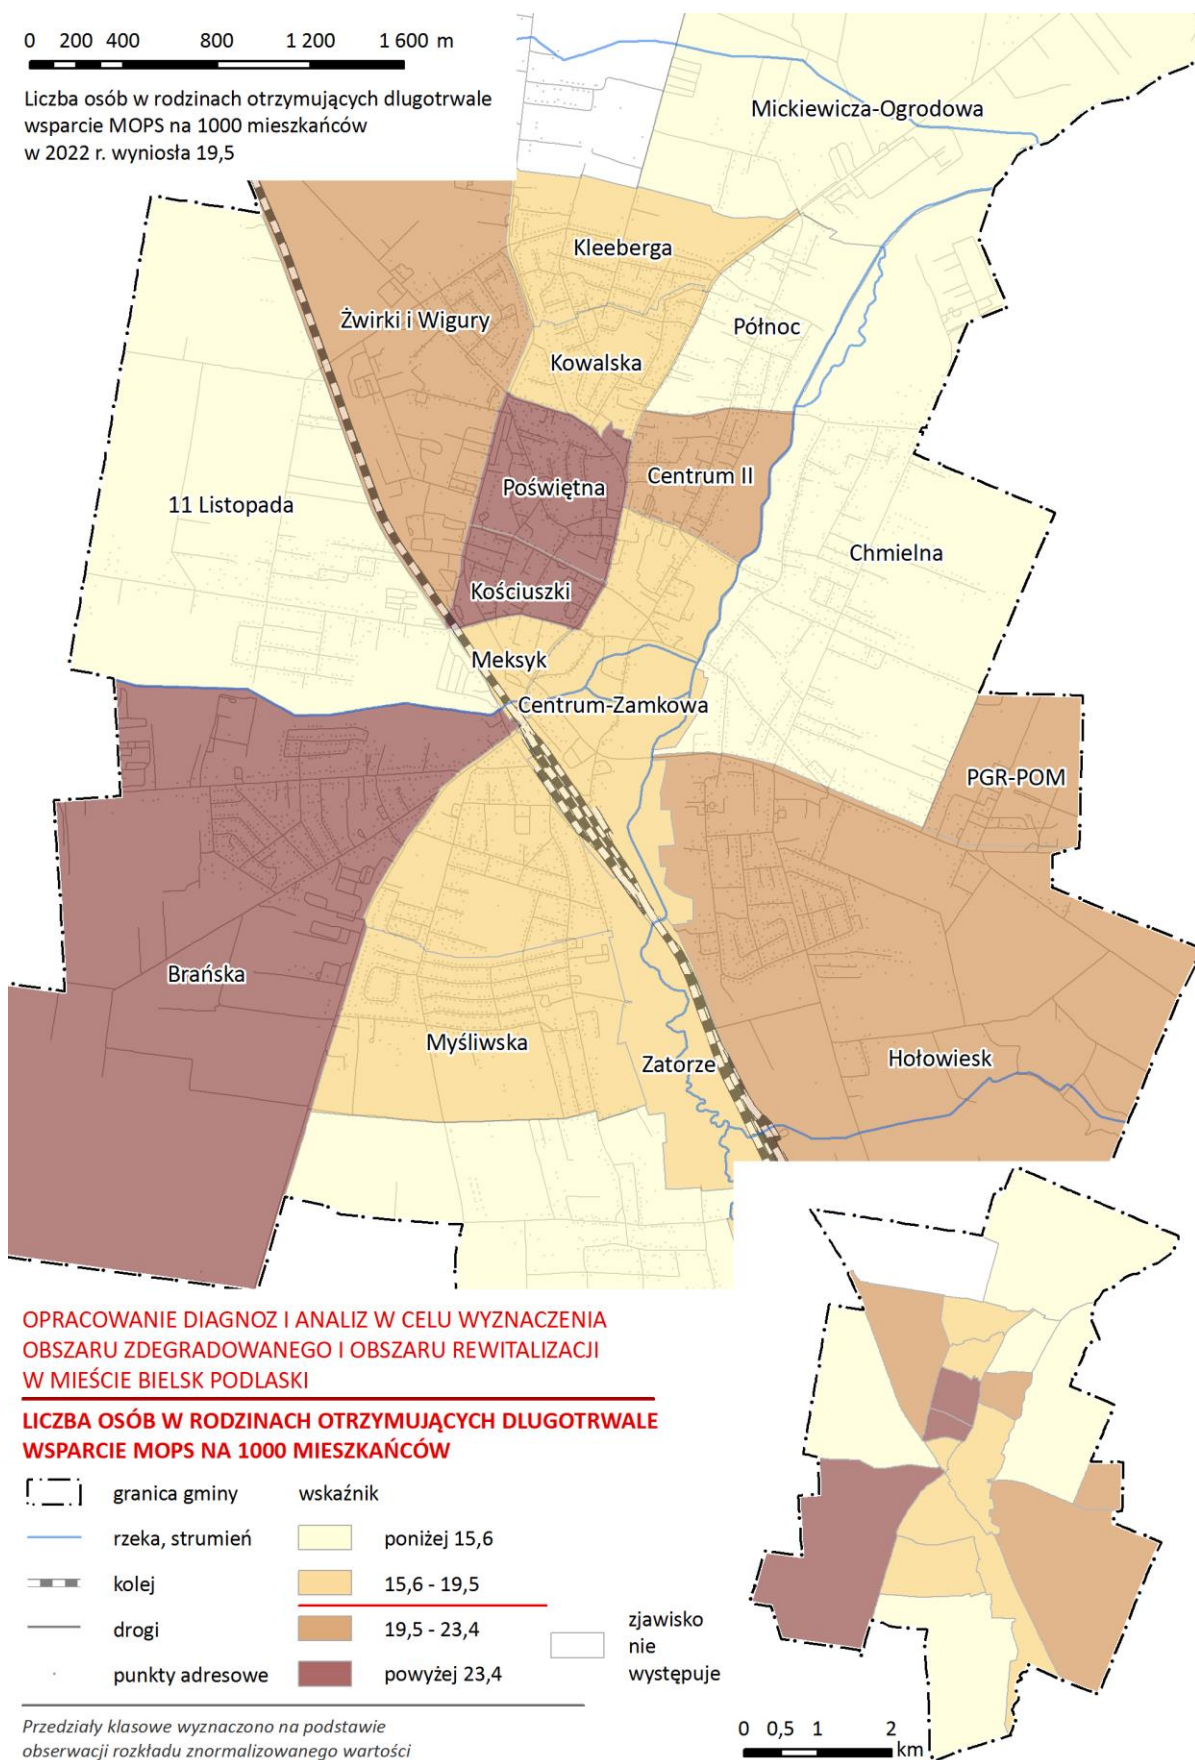 0 200 400 800 1 200 1 600 m
Liczba osób w rodzinach otrzymujących dlugotrwale
wsparcie MOPS na 1000 mieszkańców
w 2022 r. wyniosła 19,5
Mickiewicza-Ogrodowa
Kleeberga
Żwirki i Wigury
Północ
Kowalska
Centrum II
Poświętna
11 Listopada
Chmielna
Kościuszki
Meksyk
Centrum-Zamkowa
PGR-POM
Brańska
Myśliwska
Zatorze
Hołowiesk
OPRACOWANIE DIAGNOZ I ANALIZ W CELU WYZNACZENIA
OBSZARU ZDEGRADOWANEGO I OBSZARU REWITALIZACJI
W MIEŚCIE BIELSK PODLASKI
LICZBA OSÓB W RODZINACH OTRZYMUJĄCYCH DLUGOTRWALE
WSPARCIE MOPS NA 1000 MIESZKAŃCÓW
granica gminy wskaźnik
rzeka, strumień poniżej 15,6
kolej 15,6 - 19,5
drogi 19,5 - 23,4
punkty adresowe powyżej 23,4
zjawisko
nie
występuje
Przedziały klasowe wyznaczono na podstawie
obserwacji rozkładu znormalizowanego wartości
0 0,5 1 2
km